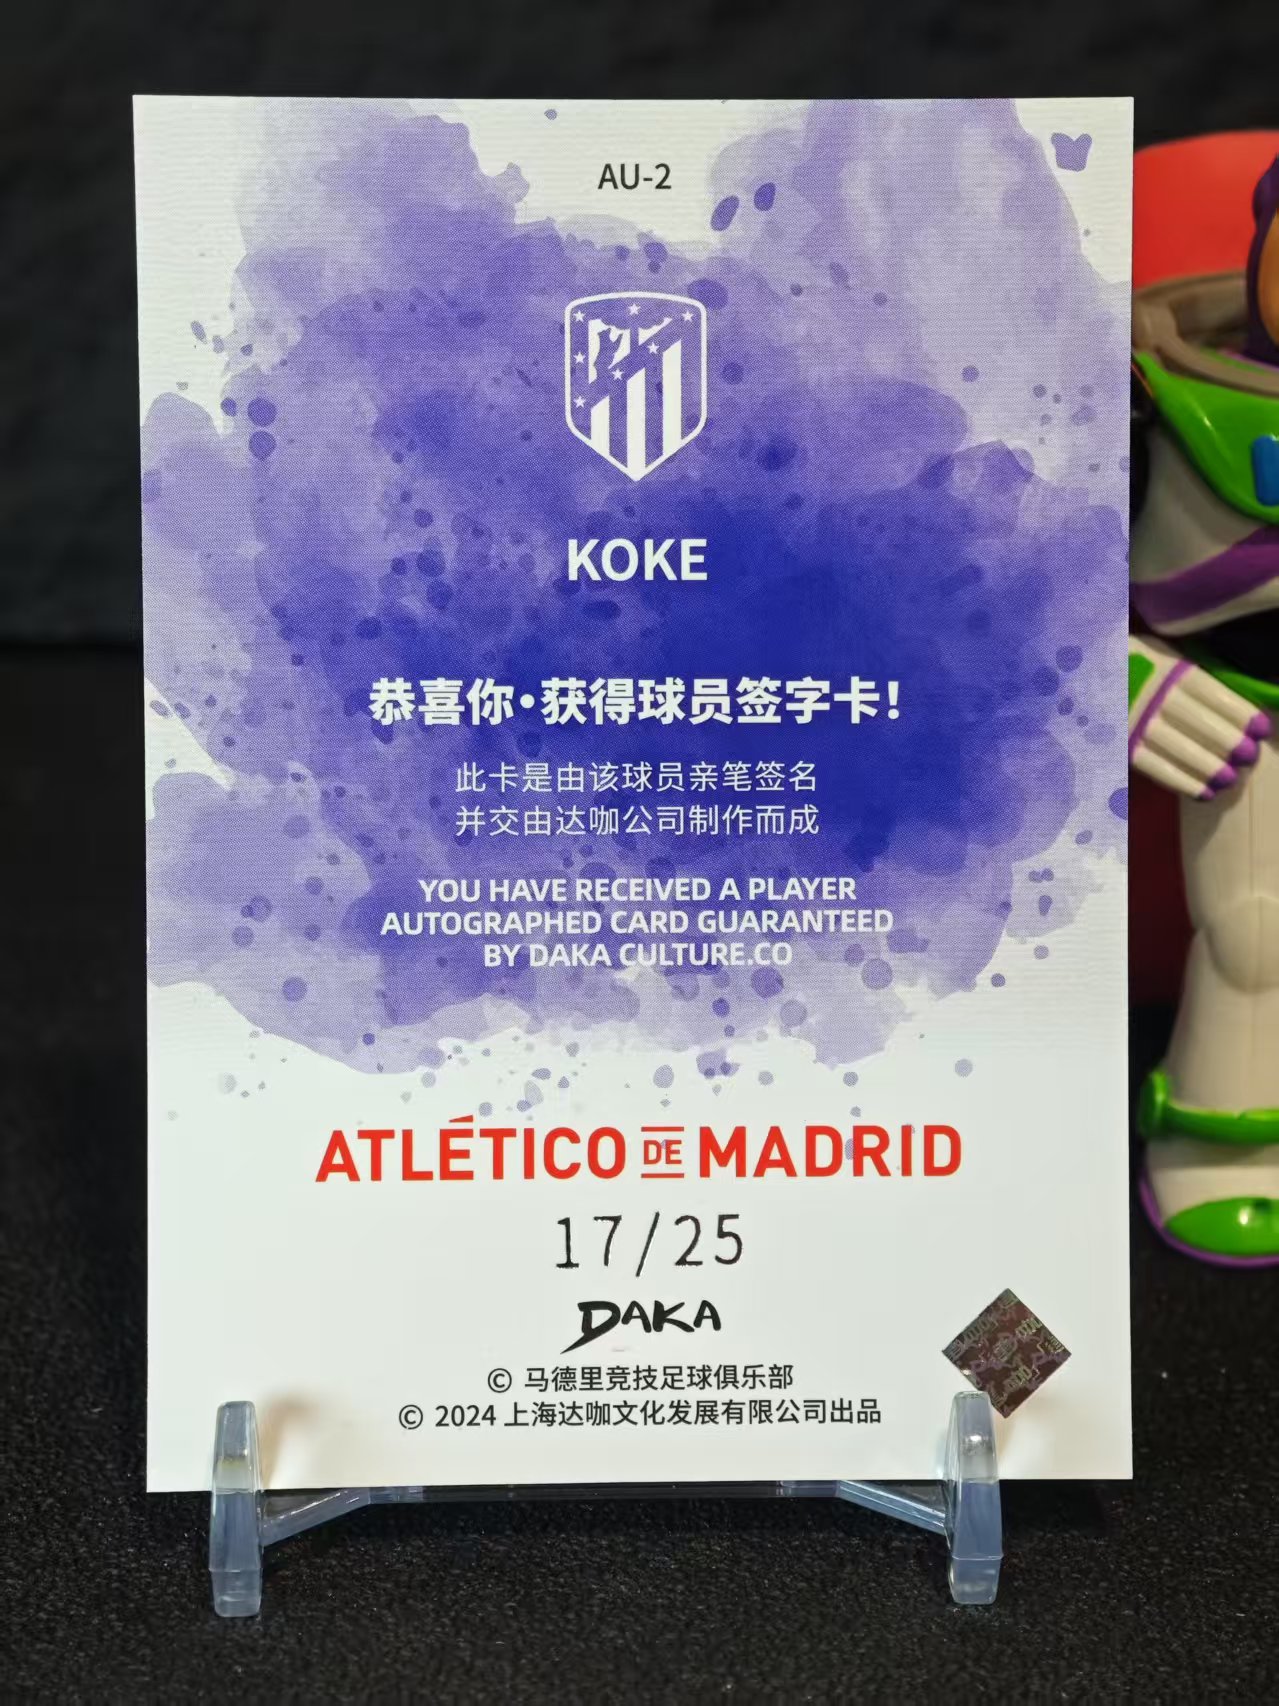 AU-2
KOKE
恭喜你·获得球员签字卡！
此卡是由该球员亲笔签名
并交由达咖公司制作而成
YOU HAVE RECEIVED A PLAYER
AUTOGRAPHED CARD GUARANTEED
BY DAKA CULTURE.CO
ATLÉTICO DE MADRID
17/25
DAKA
© 马德里竞技足球俱乐部
© 2024 上海达咖文化发展有限公司出品